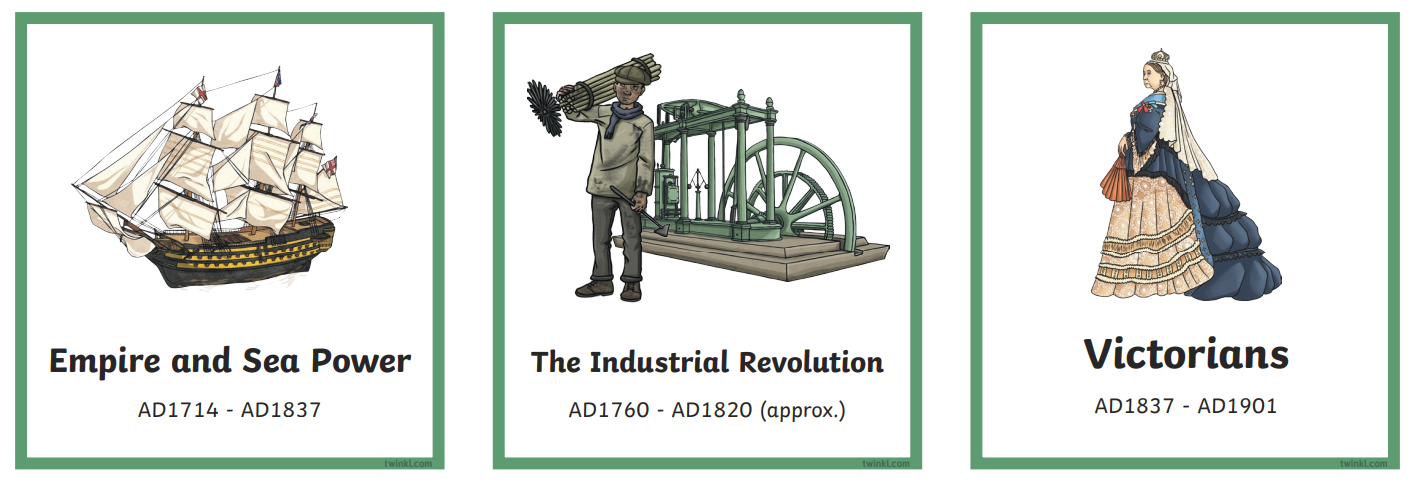 Empire and Sea Power
AD1714 - AD1837
twinkl.com
The Industrial Revolution
AD1760 - AD1820 (approx.)
twinkl.com
Victorians
AD1837 - AD1901
twinkl.com